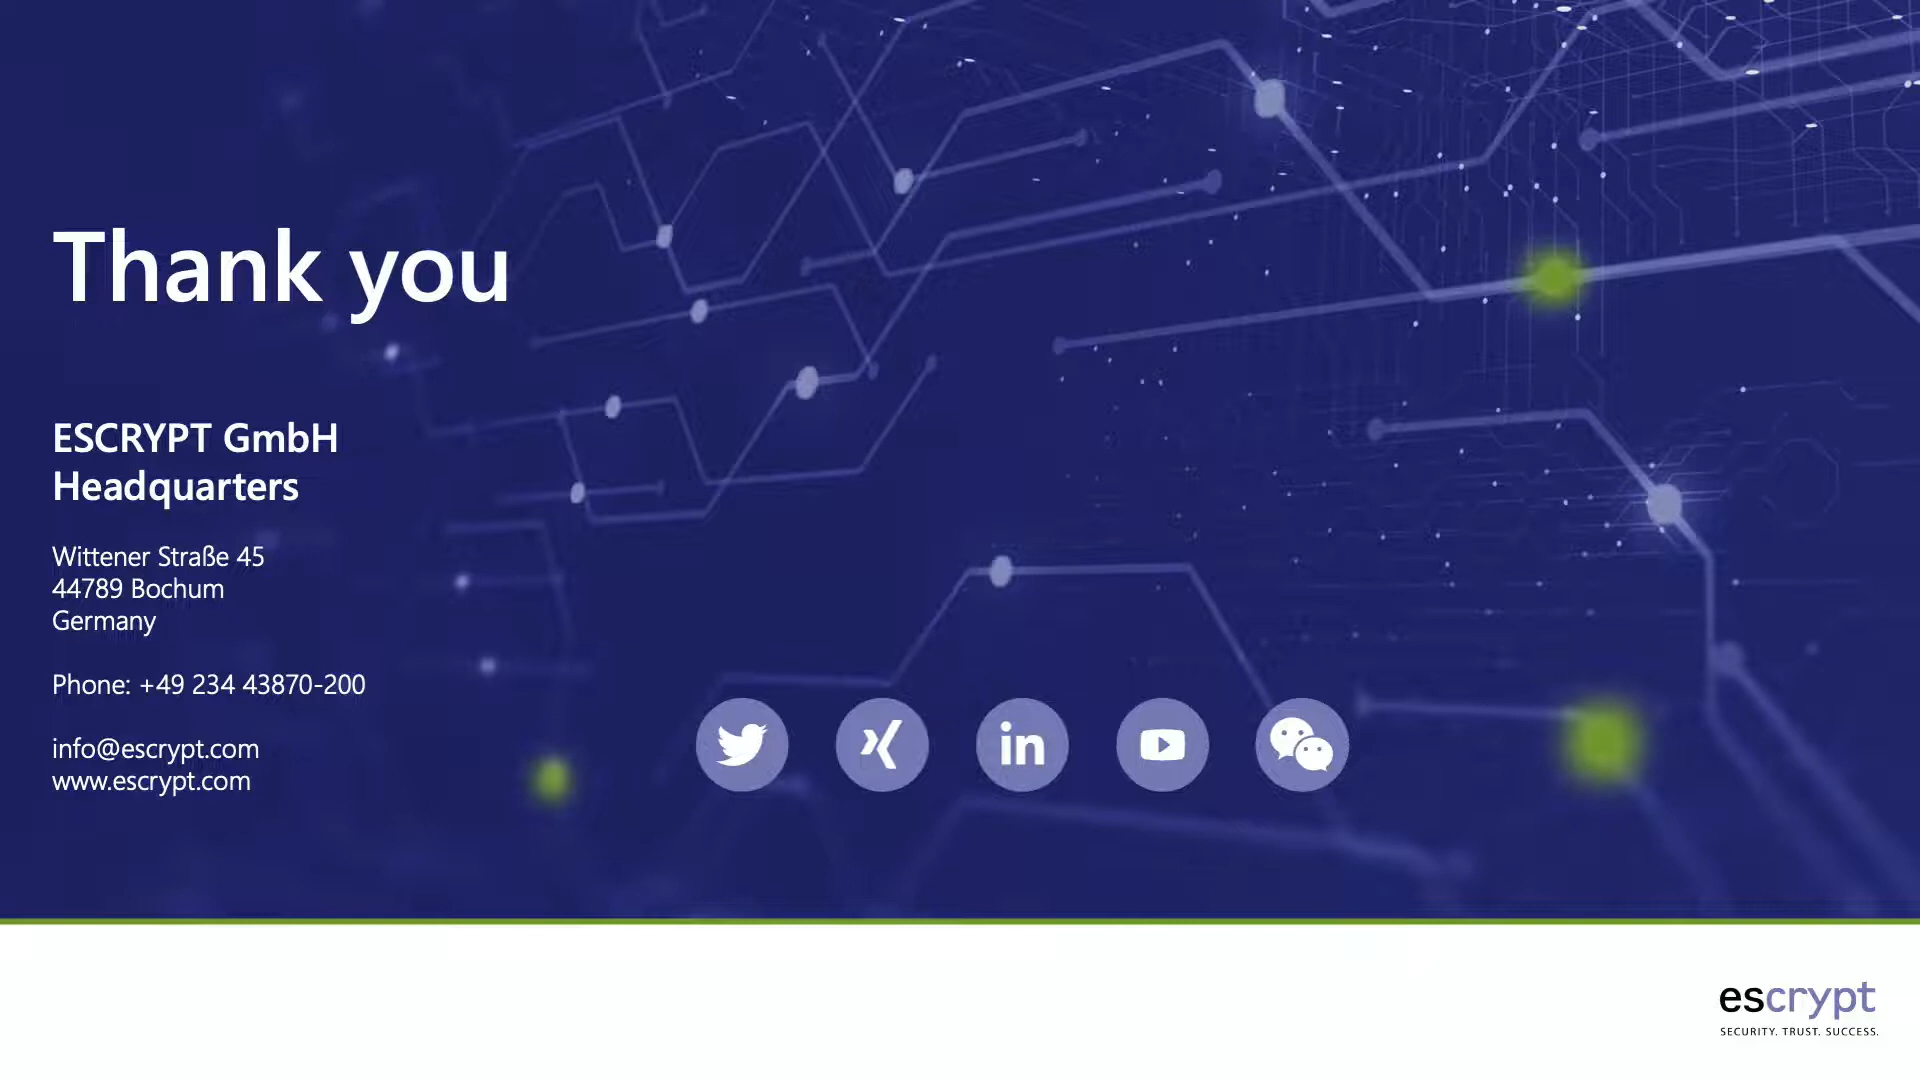 Thank you
ESCRYPT GmbH
Headquarters
Wittener Straße 45
44789 Bochum
Germany
Phone: +49 234 43870-200
info@escrypt.com
www.escrypt.com
in
escrypt
SECURITY. TRUST. SUCCESS.